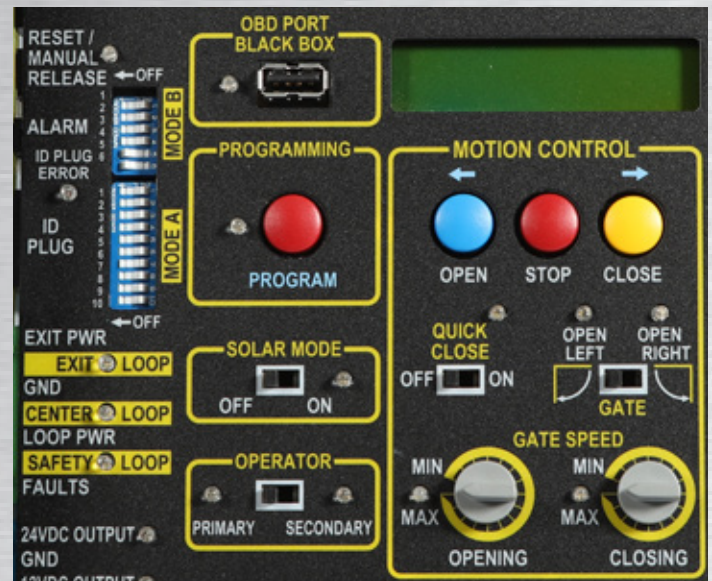 RESET /
MANUAL
RELEASE
←OFF
1
2
3
4
5
6
MODE B
ALARM
ID PLUG
ERROR
ID
PLUG
1
2
3
4
5
6
7
8
9
10
MODE A
←OFF
EXIT PWR
EXIT LOOP
GND
CENTER LOOP
LOOP PWR
SAFETY LOOP
FAULTS
24VDC OUTPUT
GND
12VDC OUTPUT
OBD PORT
BLACK BOX
PROGRAMMING
PROGRAM
SOLAR MODE
OFF ON
OPERATOR
PRIMARY SECONDARY
MOTION CONTROL
← →
OPEN STOP CLOSE
QUICK
CLOSE
OFF ON
OPEN
LEFT
OPEN
RIGHT
GATE
GATE SPEED
MIN
MAX
OPENING
MIN
MAX
CLOSING